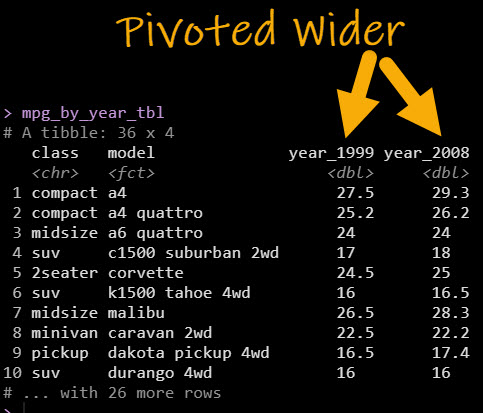 Pivoted Wider
> mpg_by_year_tbl
# A tibble: 36 x 4
class model year_1999 year_2008
<chr> <fct> <dbl> <dbl>
1 compact a4 27.5 29.3
2 compact a4 quattro 25.2 26.2
3 midsize a6 quattro 24 24
4 suv c1500 suburban 2wd 17 18
5 2seater corvette 24.5 25
6 suv k1500 tahoe 4wd 16 16.5
7 midsize malibu 26.5 28.3
8 minivan caravan 2wd 22.5 22.2
9 pickup dakota pickup 4wd 16.5 17.4
10 suv durango 4wd 16 16
# ... with 26 more rows
>